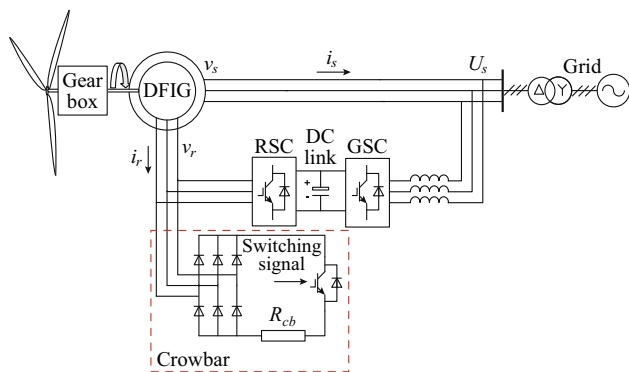 v_s
i_s
U_s
Grid
Gear
box
DFIG
Δ
Y
i_r
v_r
RSC
DC
link
GSC
+
-
Switching
signal
R_cb
Crowbar